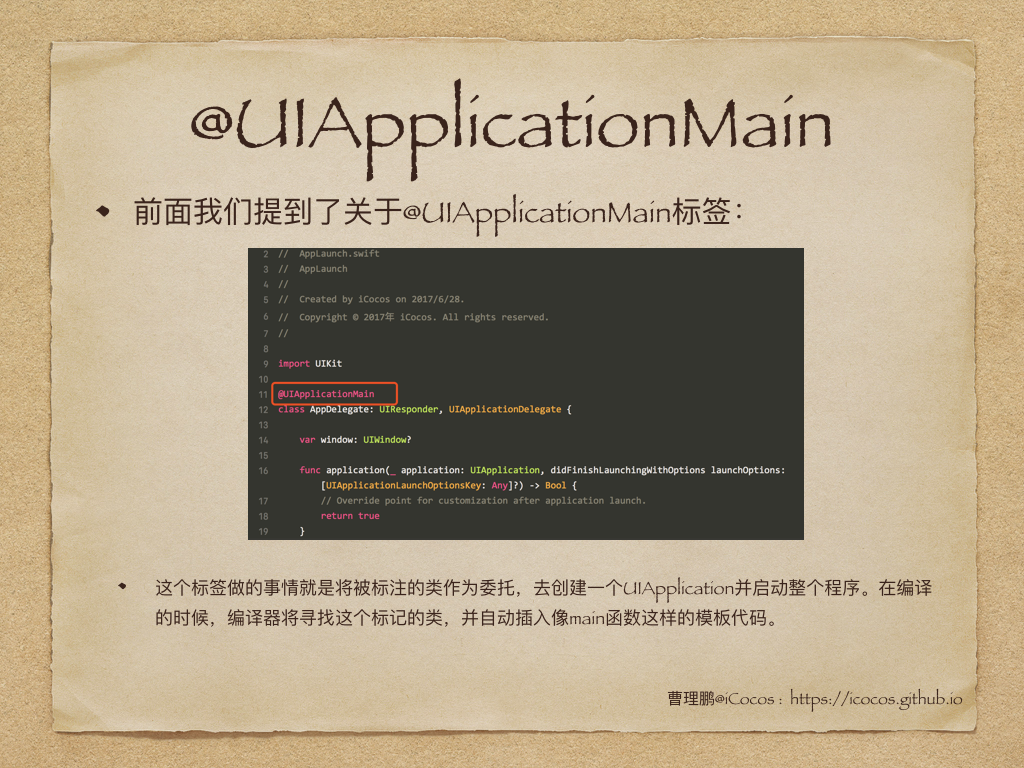 @UIApplicationMain
前面我们提到了关于@UIApplicationMain标签：
2 // AppLaunch.swift
3 // AppLaunch
4 //
5 // Created by iCocos on 2017/6/28.
6 // Copyright © 2017年 iCocos. All rights reserved.
7 //
8
9 import UIKit
10
11 @UIApplicationMain
12 class AppDelegate: UIResponder, UIApplicationDelegate {
13
14 var window: UIWindow?
15
16 func application(_ application: UIApplication, didFinishLaunchingWithOptions launchOptions:
[UIApplicationLaunchOptionsKey: Any]?) -> Bool {
17 // Override point for customization after application launch.
18 return true
19 }
这个标签做的事情就是将被标注的类作为委托，去创建一个UIApplication并启动整个程序。在编译
的时候，编译器将寻找这个标记的类，并自动插入像main函数这样的模板代码。
曹理鹏@iCocos : https://icocos.github.io